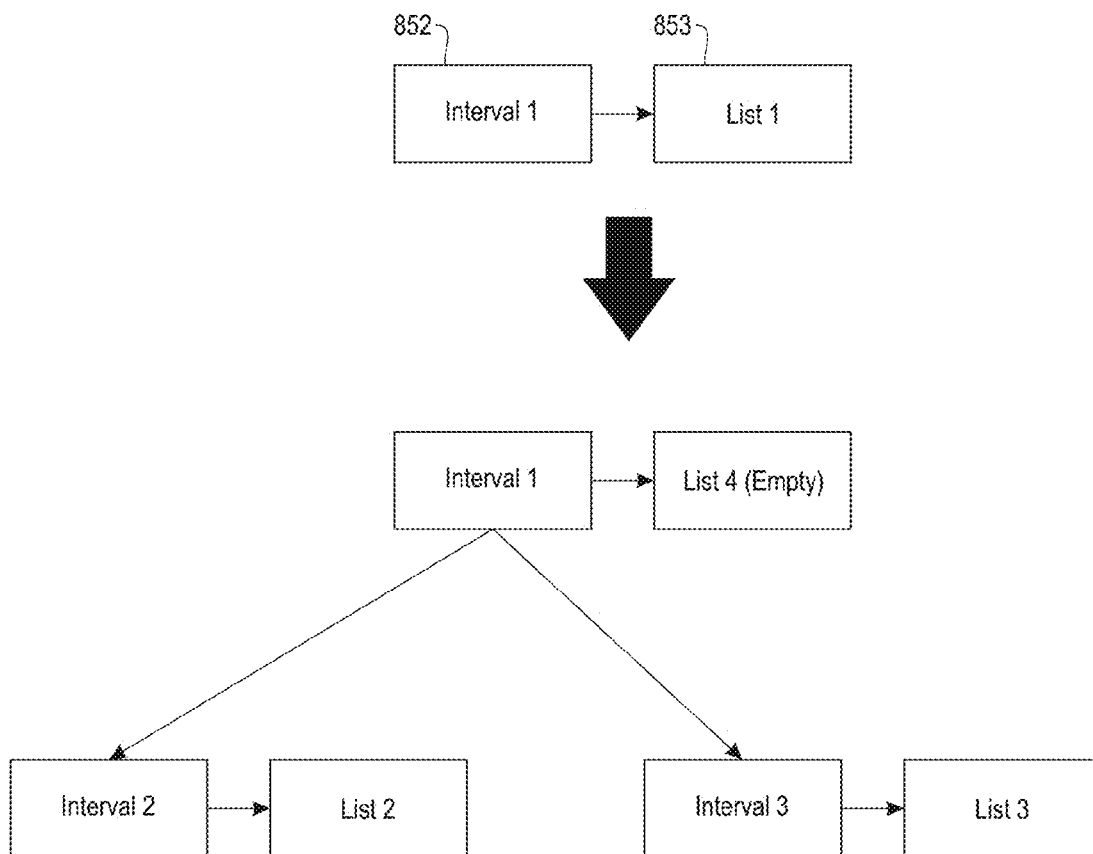 852 853
Interval 1 List 1
Interval 1 List 4 (Empty)
Interval 2 List 2 Interval 3 List 3